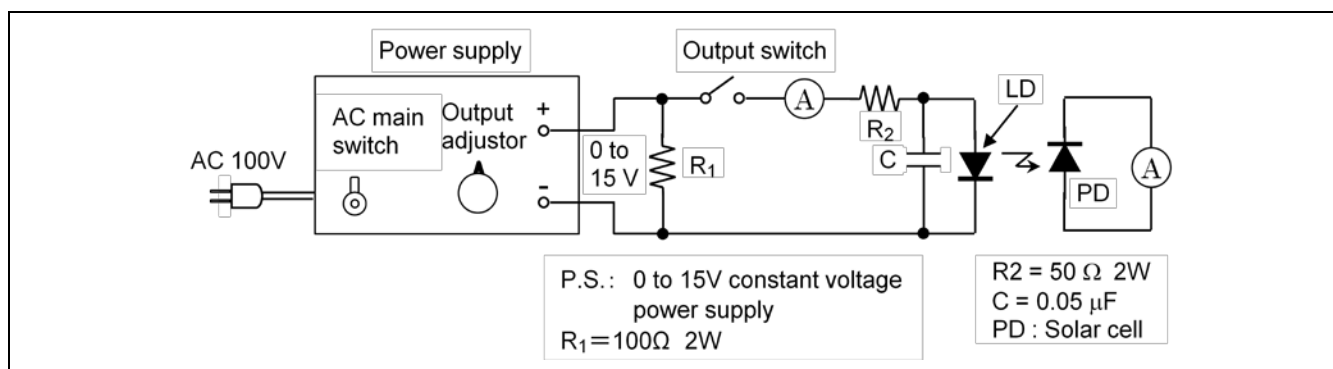 Power supply
Output switch
AC main
switch
Output
adjustor
+
-
AC 100V
0 to
15 V
R1
A
R2
C
LD
PD
A
P.S.: 0 to 15V constant voltage
power supply
R1＝100Ω 2W
R2 = 50 Ω 2W
C = 0.05 μF
PD : Solar cell